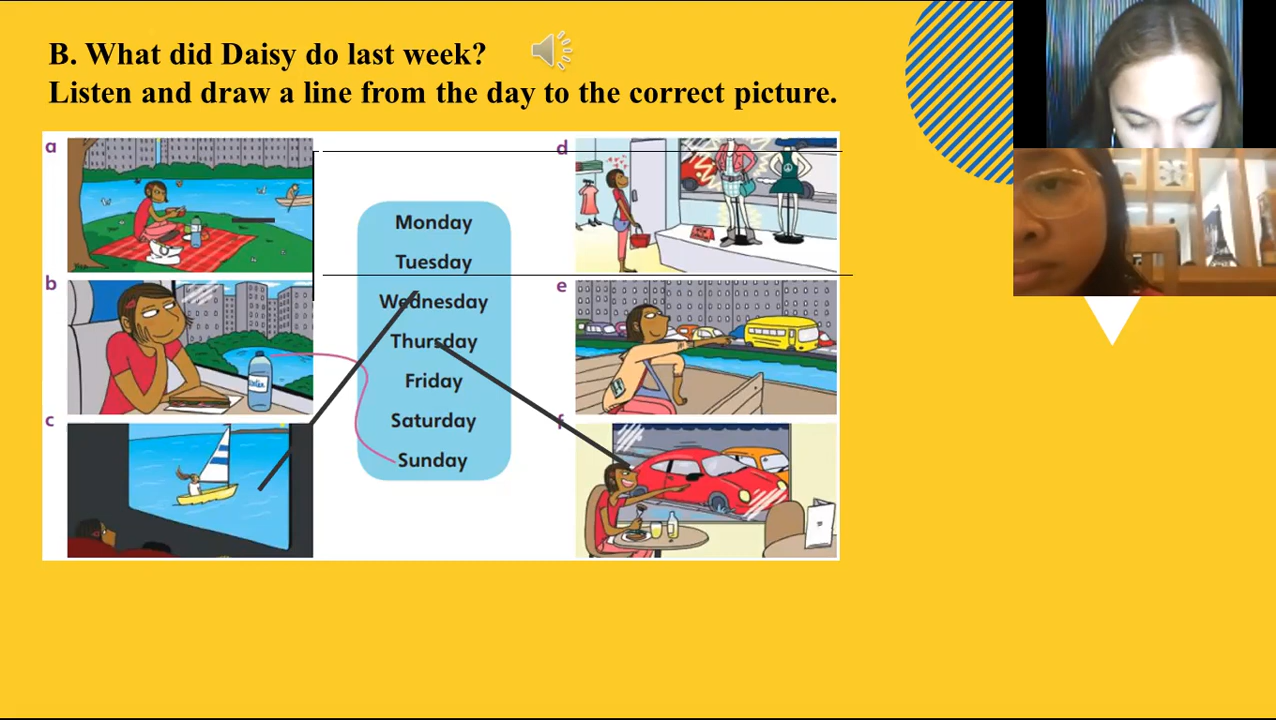 B. What did Daisy do last week?
Listen and draw a line from the day to the correct picture.
a
b
c
Monday
Tuesday
Wednesday
Thursday
Friday
Saturday
Sunday
d
e
f